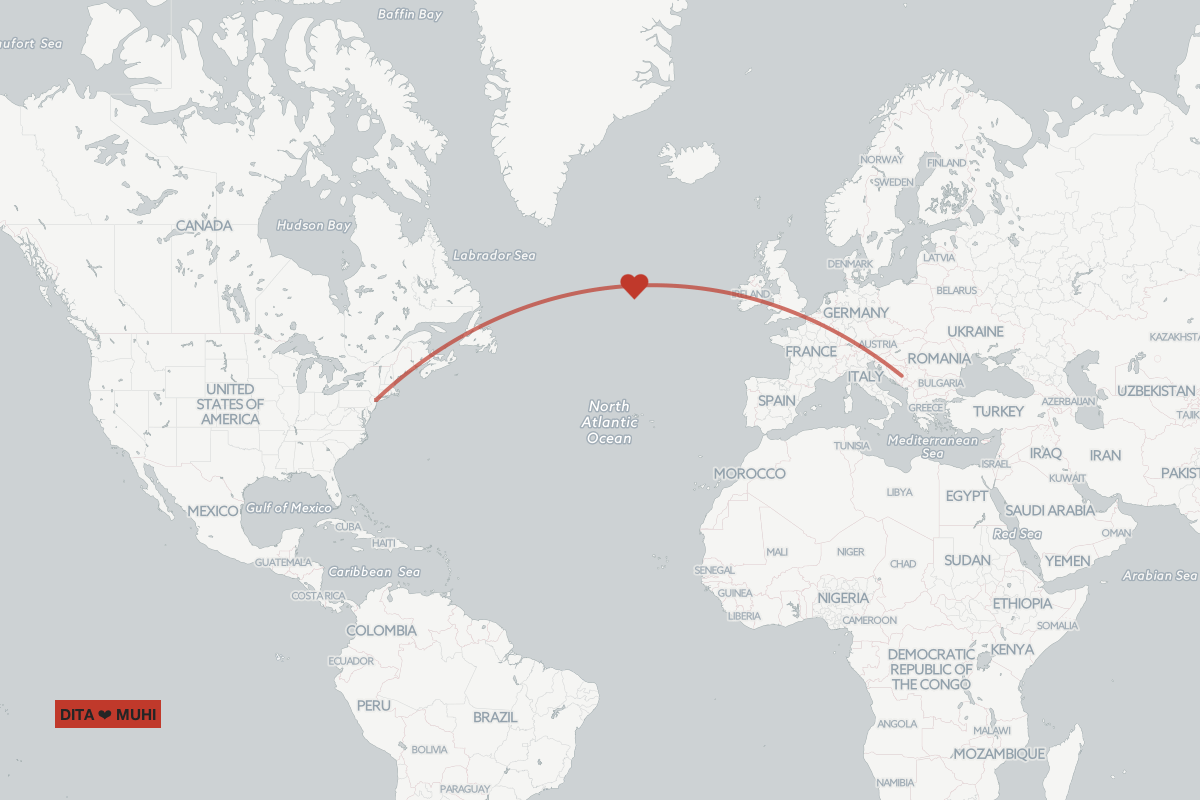 Baffin Bay
aufort Sea
NORWAY
FINLAND
SWEDEN
CANADA
Hudson Bay
Labrador Sea
LATVIA
DENMARK
BELARUS
IRELAND
GERMANY
UKRAINE
KAZAKHSTA
AUSTRIA
FRANCE
ROMANIA
ITALY
BULGARIA
UNITED
STATES OF
AMERICA
UZBEKISTAN
SPAIN
AZERBAIJAN
GREECE
TURKEY
TAJIK
North
Atlantic
Ocean
TUNISIA
Mediterranean
Sea
IRAQ
IRAN
ISRAEL
MOROCCO
KUWAIT
PAKIST
LIBYA
EGYPT
MEXICO
Gulf of Mexico
SAUDI ARABIA
CUBA
Red Sea
OMAN
HAITI
MALI
NIGER
GUATEMALA
CHAD
SUDAN
YEMEN
Caribbean Sea
SENEGAL
Arabian Sea
COSTA RICA
GUINEA
NIGERIA
ETHIOPIA
LIBERIA
CAMEROON
SOMALIA
COLOMBIA
KENYA
ECUADOR
DEMOCRATIC
REPUBLIC OF
THE CONGO
PERU
BRAZIL
DITA ❤ MUHI
ANGOLA
MALAWI
BOLIVIA
MOZAMBIQUE
NAMIBIA
PARAGUAY